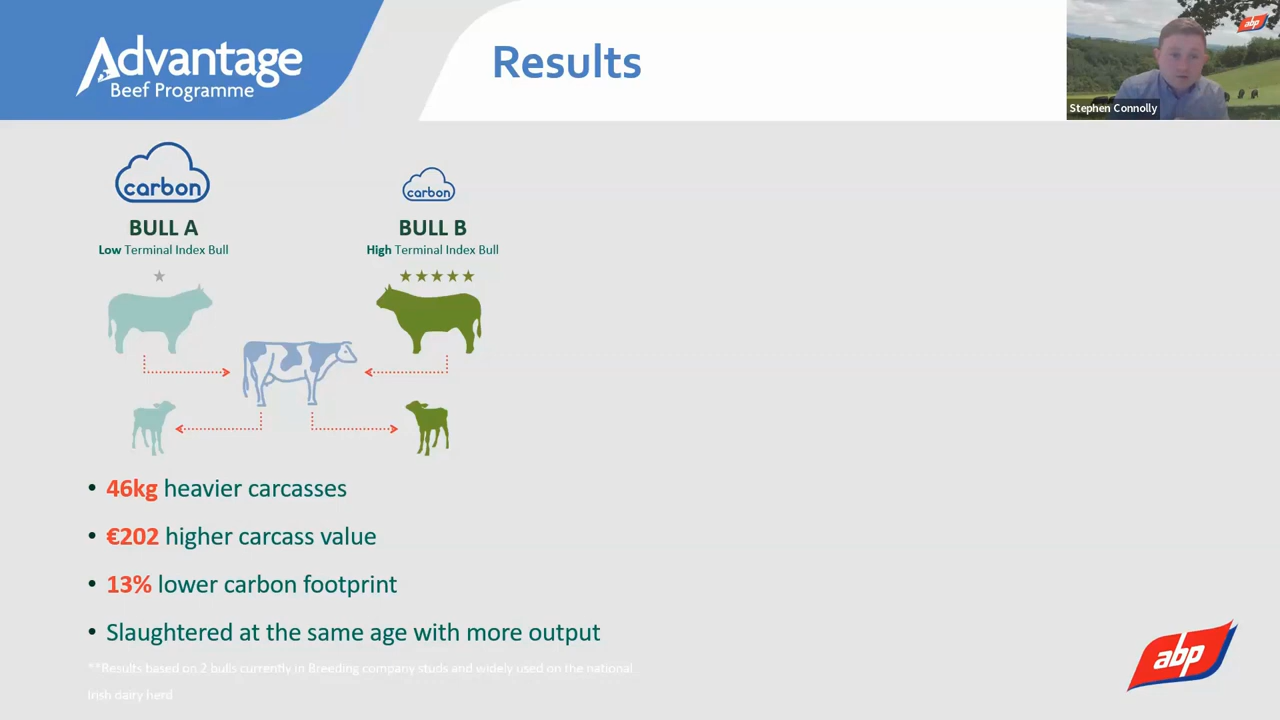 Advantage
Beef Programme
Results
abp
Stephen Connolly
carbon
carbon
BULL A
BULL B
Low Terminal Index Bull
High Terminal Index Bull
• 46kg heavier carcasses
• €202 higher carcass value
• 13% lower carbon footprint
• Slaughtered at the same age with more output
**Results based on 2 bulls currently in Breeding company studs and widely used on the national
Irish dairy herd
abp